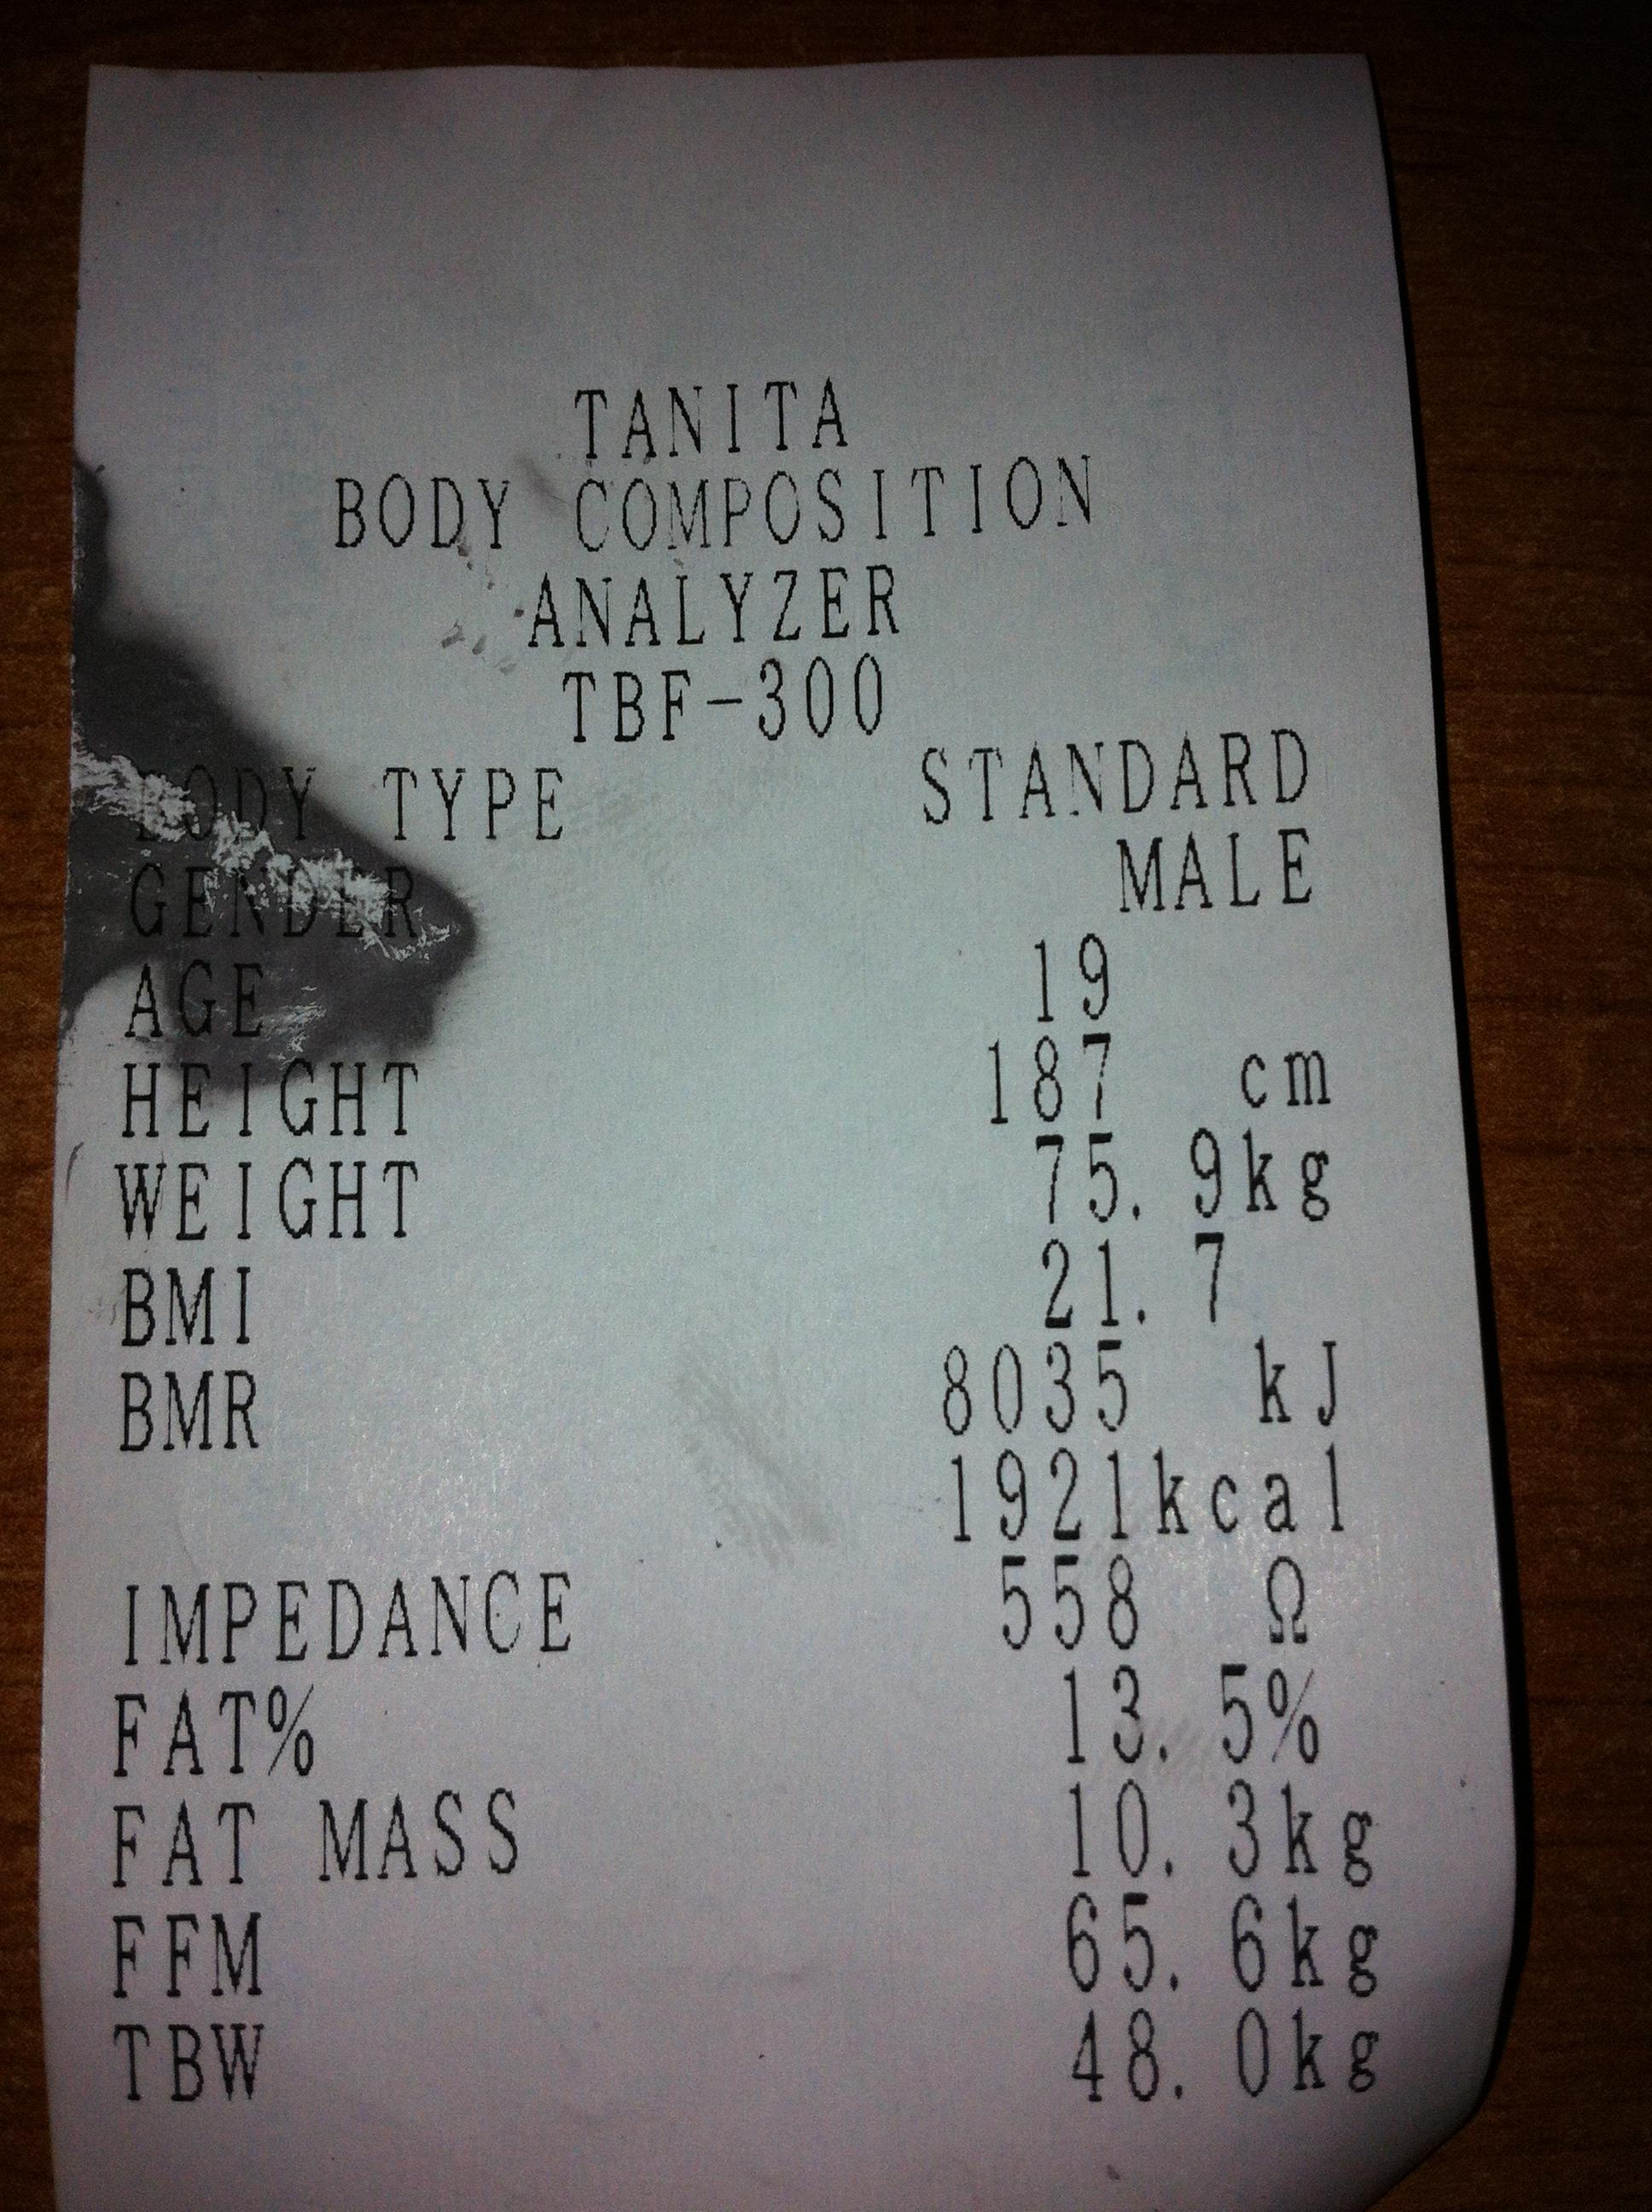 TANITA
BODY COMPOSITION
ANALYZER
TBF-300
BODY TYPE STANDARD
GENDER MALE
AGE 19
HEIGHT 187 cm
WEIGHT 75.9kg
BMI 21.7
BMR 8035 kJ
1921kcal
IMPEDANCE 558 Ω
FAT% 13.5%
FAT MASS 10.3kg
FFM 65.6kg
TBW 48.0kg